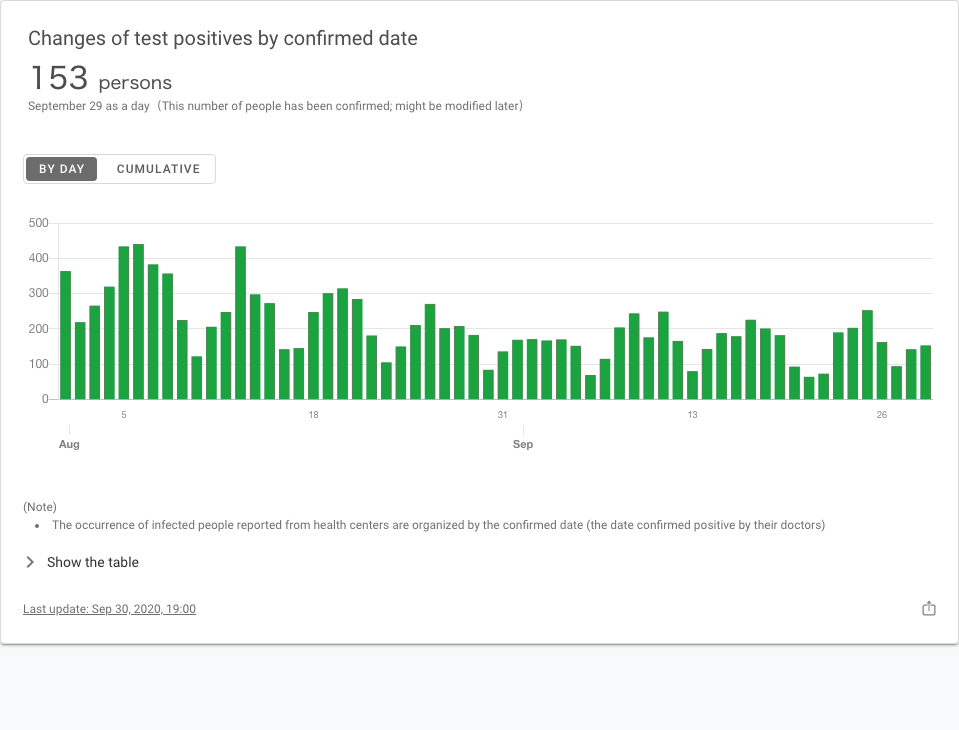 Changes of test positives by confirmed date
153 persons
September 29 as a day（This number of people has been confirmed; might be modified later）
BY DAY CUMULATIVE
500
400
300
200
100
0
5 18 31 13 26
Aug Sep
(Note)
• The occurrence of infected people reported from health centers are organized by the confirmed date (the date confirmed positive by their doctors)
Show the table
Last update: Sep 30, 2020, 19:00